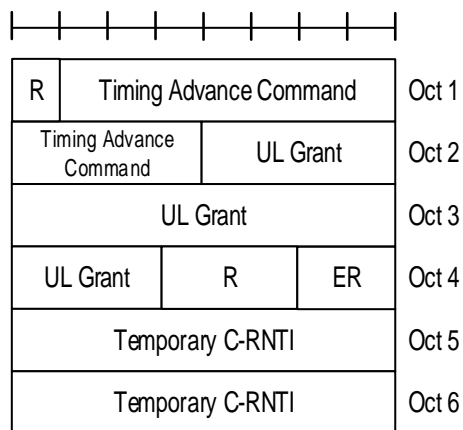 R Timing Advance Command Oct 1
Timing Advance
Command
UL Grant Oct 2
UL Grant Oct 3
UL Grant R ER Oct 4
Temporary C-RNTI Oct 5
Temporary C-RNTI Oct 6